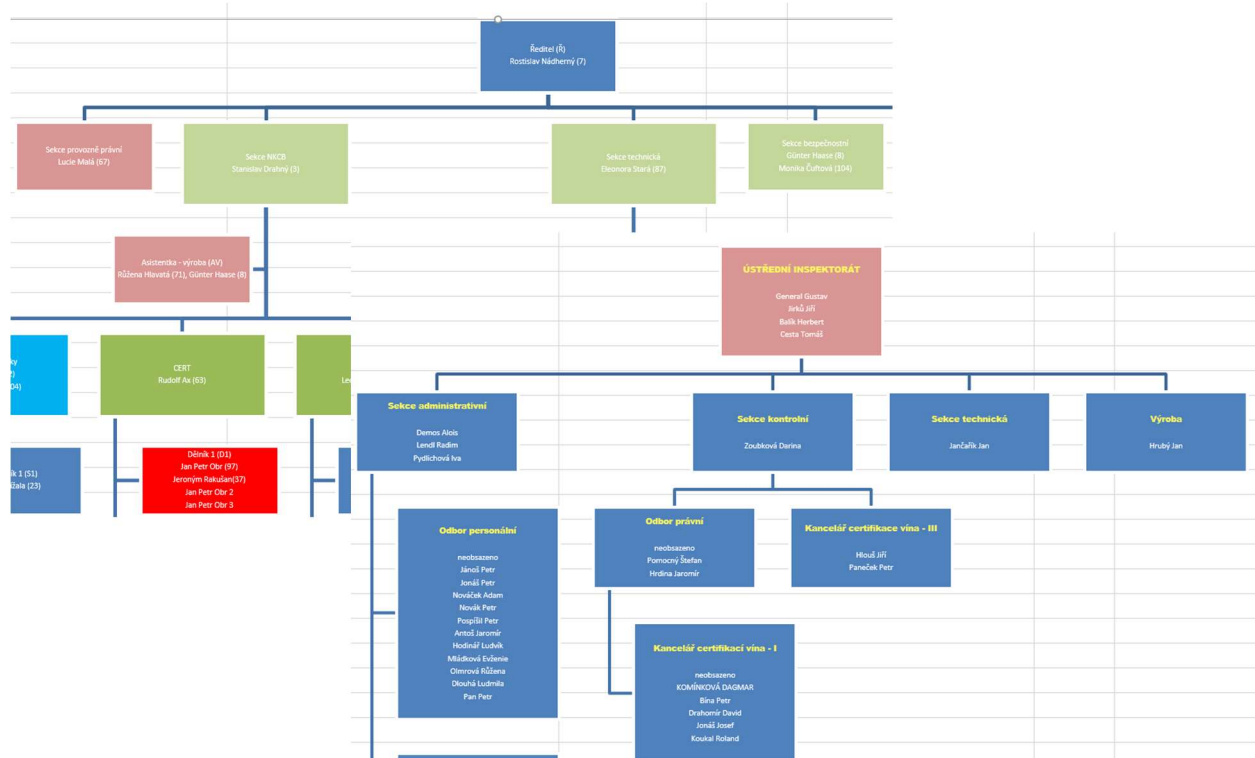 Ředitel (Ř)
Rostislav Nádherný (7)
Sekce provozně právní
Lucie Malá (67)
Sekce NKCB
Stanislav Drahný (3)
Sekce technická
Eleonora Stará (87)
Sekce bezpečnostní
Günter Haase (8)
Monika Čuftová (104)
Asistentka - výroba (AV)
Růžena Hlavatá (71), Günter Haase (8)
CERT
Rudoff Ax (63)
04)
Dělník 1 (D1)
Jan Petr Obr (97)
Jeroným Rakušan(37)
Jan Petr Obr 2
Jan Petr Obr 3
1 (S1)
(23)
ÚSTŘEDNÍ INSPEKTORÁT
General Gustav
Jirků Jiří
Balík Herbert
Cesta Tomáš
Sekce administrativní
Demos Alois
Lendl Radim
Pydlichová Iva
Sekce kontrolní
Zoubková Darina
Sekce technická
Jančařík Jan
Výroba
Hrubý Jan
Odbor personální
neobsazeno
Jánoš Petr
Jonáš Petr
Nováček Adam
Novák Petr
Pospíšil Petr
Antoš Jaromír
Hodinář Ludvík
Mládková Evženie
Olmrová Růžena
Dlouhá Ludmila
Pan Petr
Odbor právní
neobsazeno
Pomocný Štefan
Hrdina Jaromír
Kancelář certifikace vína - III
Hlouš Jiří
Paneček Petr
Kancelář certifikací vína - I
neobsazeno
KOMÍNKOVÁ DAGMAR
Bína Petr
Drahomír David
Jonáš Josef
Koukal Roland